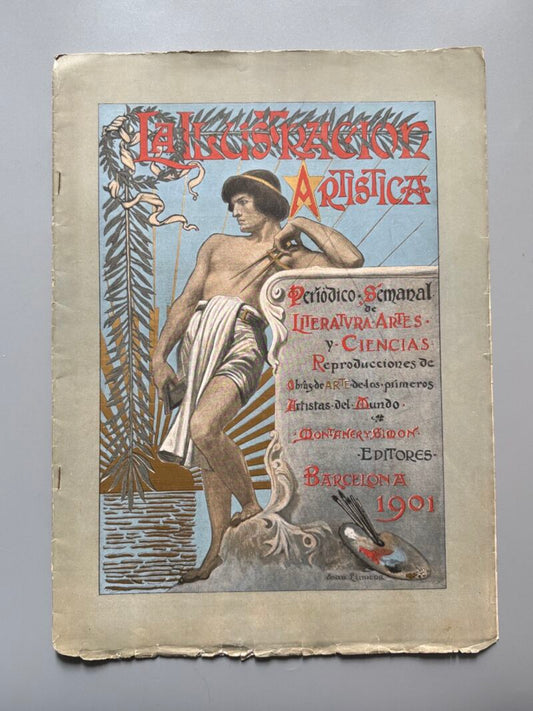 La Ilustracion
Artistica
Periódico Semanal
de
Literatura·Artes·
y·Ciencias
Reproducciones de
Obras·de·Arte·de·los·primeros
Artistas·del·Mundo·
·Montaner y Simon·
·Editores·
Barcelona
1901